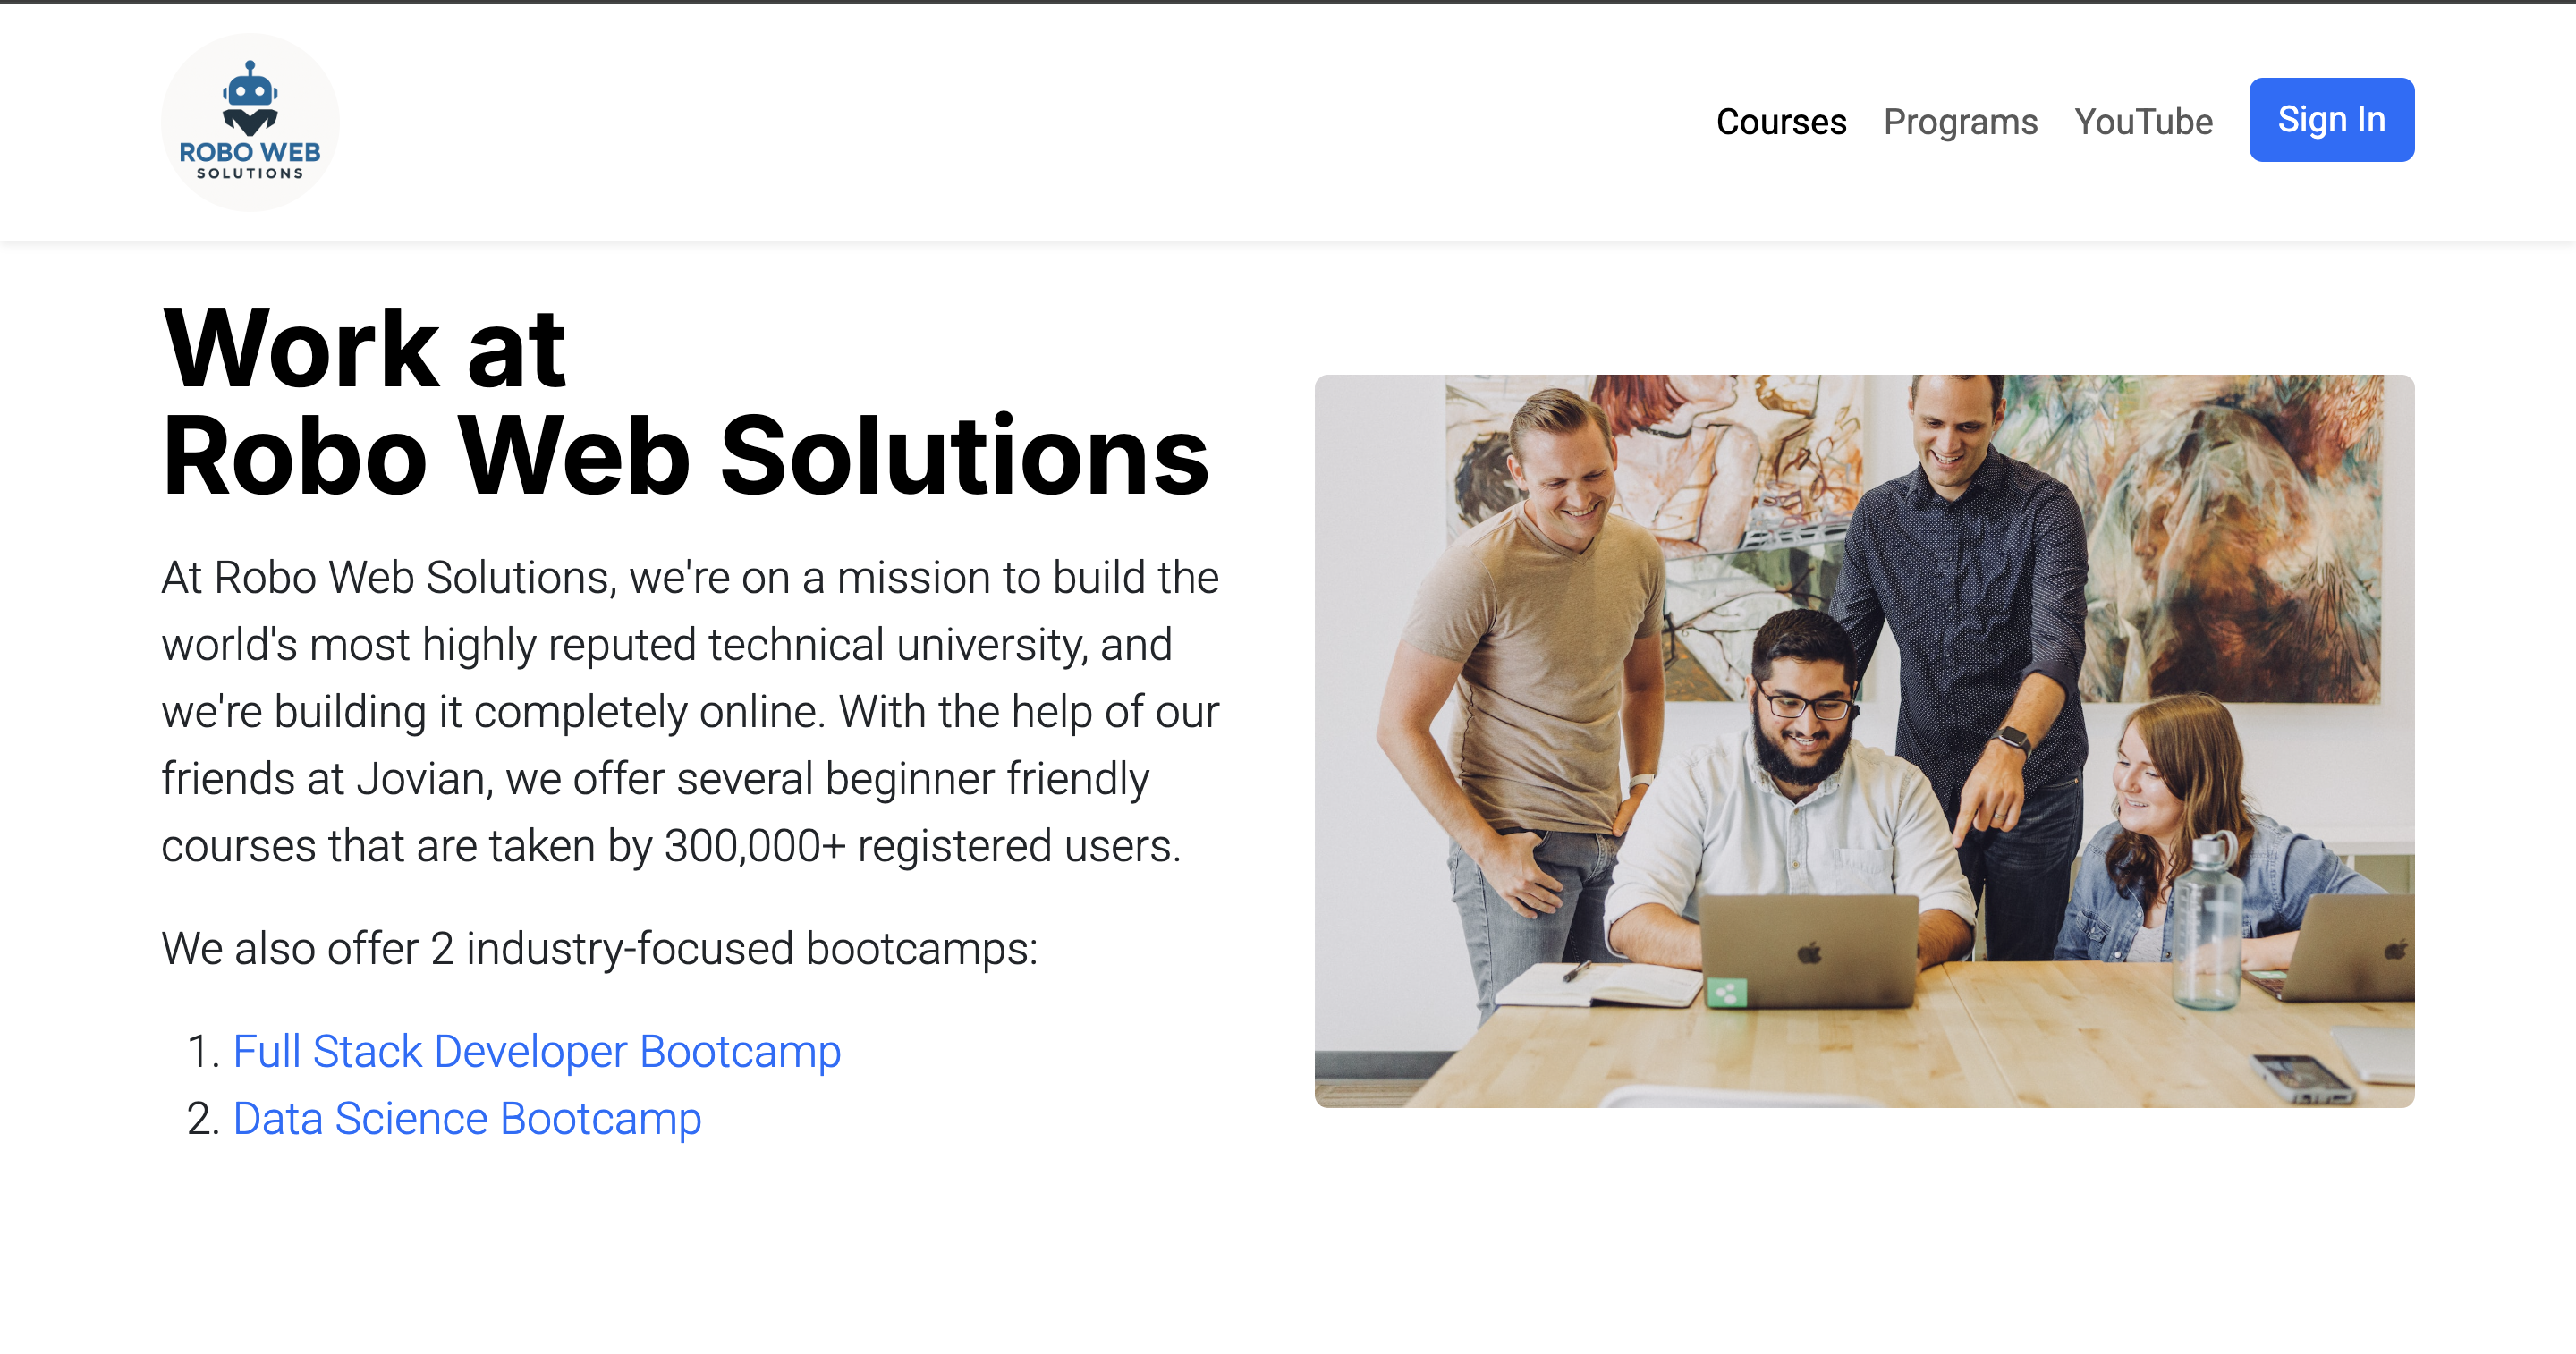 ROBO WEB
SOLUTIONS
Courses Programs YouTube Sign In
Work at
Robo Web Solutions
At Robo Web Solutions, we're on a mission to build the
world's most highly reputed technical university, and
we're building it completely online. With the help of our
friends at Jovian, we offer several beginner friendly
courses that are taken by 300,000+ registered users.
We also offer 2 industry-focused bootcamps:
1. Full Stack Developer Bootcamp
2. Data Science Bootcamp